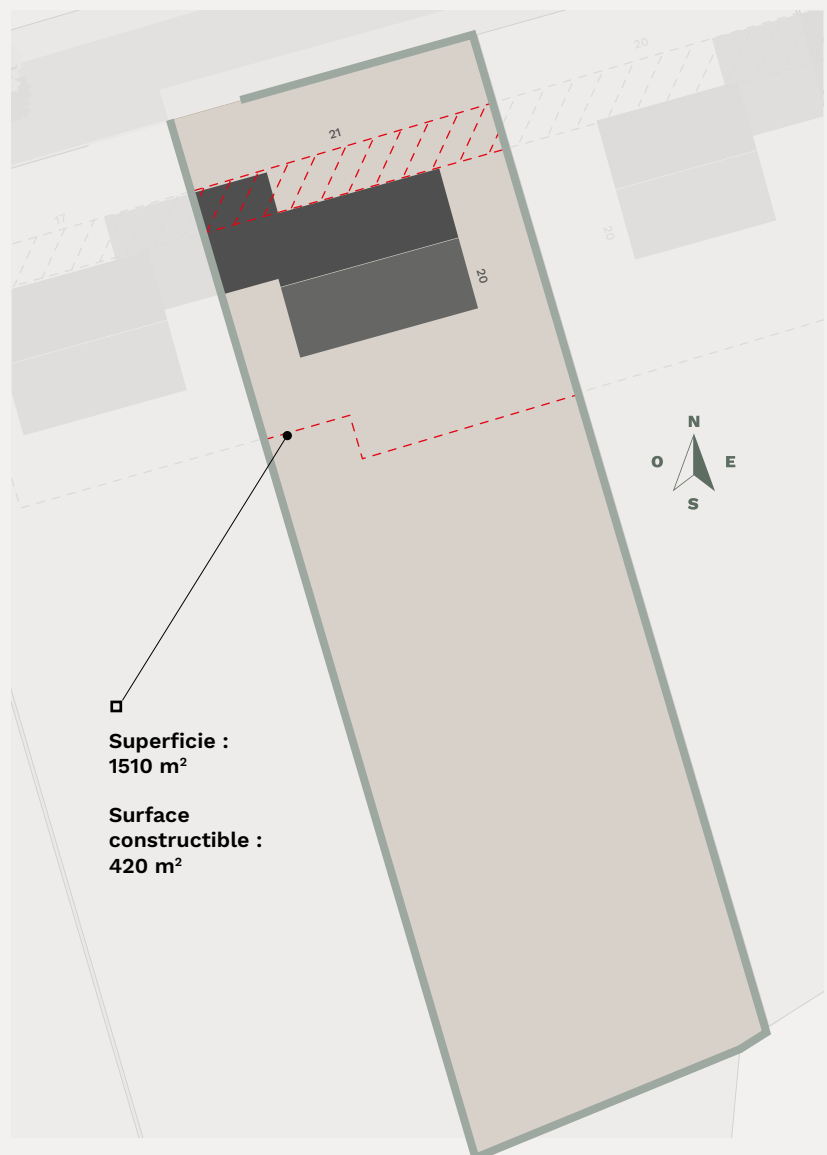 20
21
17
20
20
N
O
E
S
Superficie :
1510 m²
Surface
constructible :
420 m²